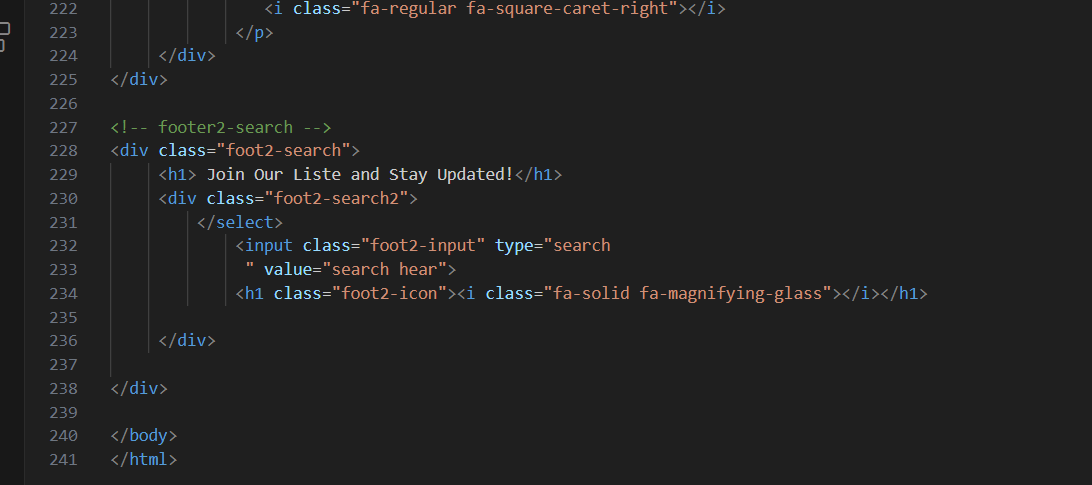 222                 <i class="fa-regular fa-square-caret-right"></i>
223             </p>
224     </div>
225 </div>
226
227 <!-- footer2-search -->
228 <div class="foot2-search">
229     <h1> Join Our Liste and Stay Updated!</h1>
230     <div class="foot2-search2">
231         </select>
232             <input class="foot2-input" type="search
233              " value="search hear">
234             <h1 class="foot2-icon"><i class="fa-solid fa-magnifying-glass"></i></h1>
235
236     </div>
237
238 </div>
239
240 </body>
241 </html>